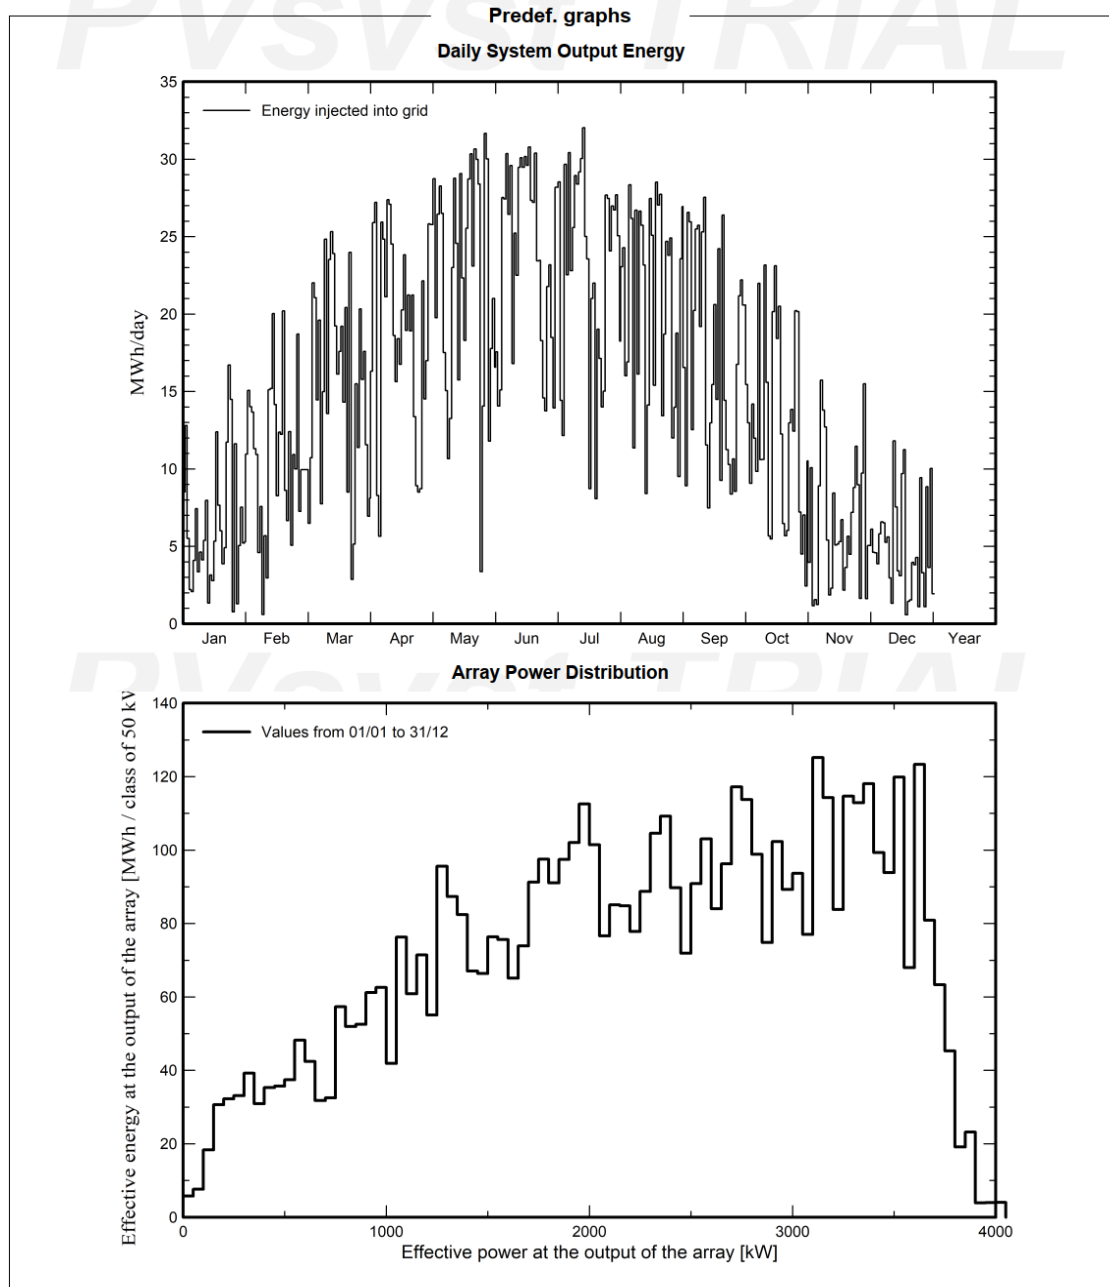 Predef. graphs
PVsyst TRIAL
Daily System Output Energy
35
30
25
20
15
10
5
0
MWh/day
Energy injected into grid
Jan Feb Mar Apr May Jun Jul Aug Sep Oct Nov Dec Year
PVsyst TRIAL
Array Power Distribution
140
120
100
80
60
40
20
0
Effective energy at the output of the array [MWh / class of 50 kV
Values from 01/01 to 31/12
0 1000 2000 3000 4000
Effective power at the output of the array [kW]